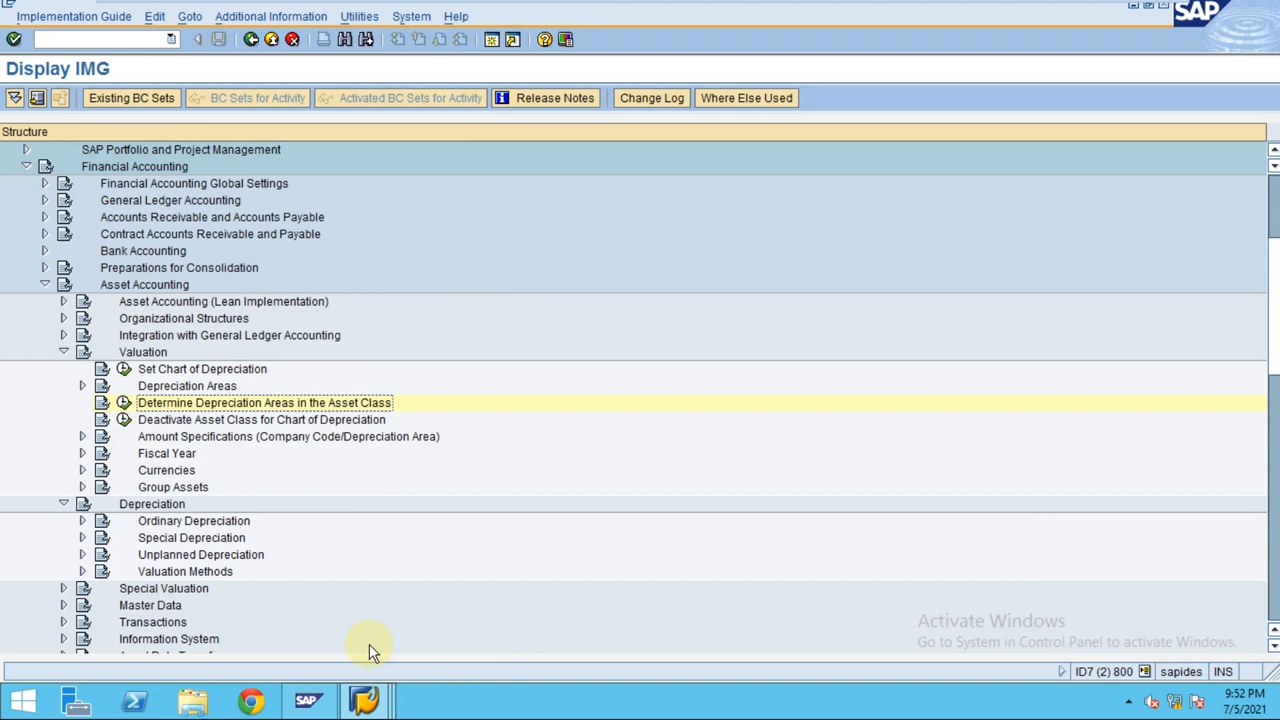 Implementation Guide Edit Goto Additional Information Utilities System Help
SAP
Display IMG
Existing BC Sets BC Sets for Activity Activated BC Sets for Activity Release Notes Change Log Where Else Used
Structure
SAP Portfolio and Project Management
Financial Accounting
Financial Accounting Global Settings
General Ledger Accounting
Accounts Receivable and Accounts Payable
Contract Accounts Receivable and Payable
Bank Accounting
Preparations for Consolidation
Asset Accounting
Asset Accounting (Lean Implementation)
Organizational Structures
Integration with General Ledger Accounting
Valuation
Set Chart of Depreciation
Depreciation Areas
Determine Depreciation Areas in the Asset Class
Deactivate Asset Class for Chart of Depreciation
Amount Specifications (Company Code/Depreciation Area)
Fiscal Year
Currencies
Group Assets
Depreciation
Ordinary Depreciation
Special Depreciation
Unplanned Depreciation
Valuation Methods
Special Valuation
Master Data
Transactions
Information System
Activate Windows
Go to System in Control Panel to activate Windows.
ID7 (2) 800 sapides INS
SAP
9:52 PM
7/5/2021